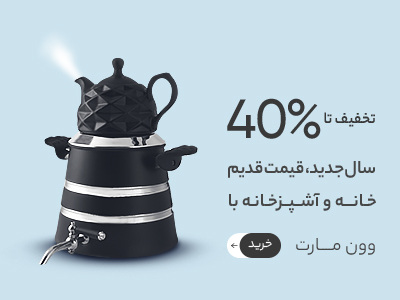 تخفیف تا 40%
سال جدید، قیمت قدیم
خانه و آشپزخانه با
وون مارت
خرید ←